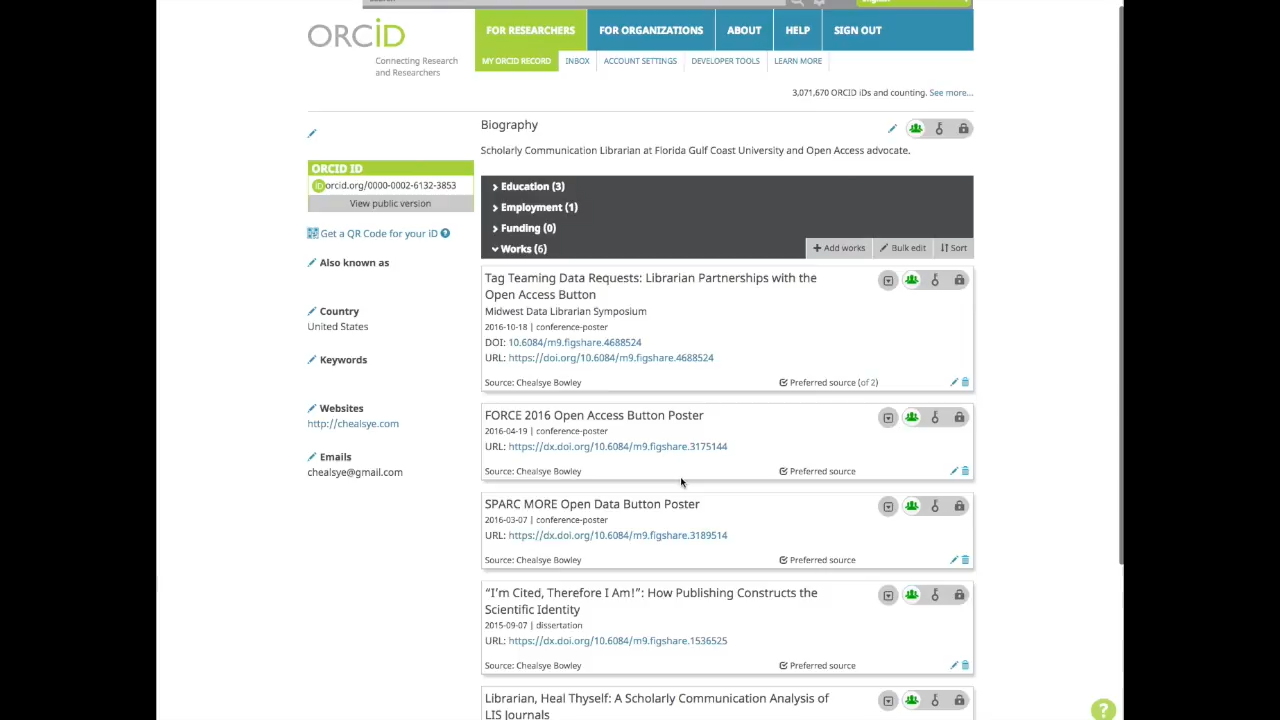 ORCID
Connecting Research
and Researchers
FOR RESEARCHERS
FOR ORGANIZATIONS
ABOUT
HELP
SIGN OUT
MY ORCID RECORD
INBOX
ACCOUNT SETTINGS
DEVELOPER TOOLS
LEARN MORE
3,071,670 ORCID iDs and counting. See more...
ORCID ID
iD orcid.org/0000-0002-6132-3853
View public version
Get a QR Code for your iD ?
Also known as
Country
United States
Keywords
Websites
http://chealsye.com
Emails
chealsye@gmail.com
Biography
Scholarly Communication Librarian at Florida Gulf Coast University and Open Access advocate.
Education (3)
Employment (1)
Funding (0)
Works (6)
Add works
Bulk edit
Sort
Tag Teaming Data Requests: Librarian Partnerships with the
Open Access Button
Midwest Data Librarian Symposium
2016-10-18 | conference-poster
DOI: 10.6084/m9.figshare.4688524
URL: https://doi.org/10.6084/m9.figshare.4688524
Source: Chealsye Bowley
Preferred source (of 2)
FORCE 2016 Open Access Button Poster
2016-04-19 | conference-poster
URL: https://dx.doi.org/10.6084/m9.figshare.3175144
Source: Chealsye Bowley
Preferred source
SPARC MORE Open Data Button Poster
2016-03-07 | conference-poster
URL: https://dx.doi.org/10.6084/m9.figshare.3189514
Source: Chealsye Bowley
Preferred source
“I’m Cited, Therefore I Am!”: How Publishing Constructs the
Scientific Identity
2015-09-07 | dissertation
URL: https://dx.doi.org/10.6084/m9.figshare.1536525
Source: Chealsye Bowley
Preferred source
Librarian, Heal Thyself: A Scholarly Communication Analysis of
LIS Journals
?